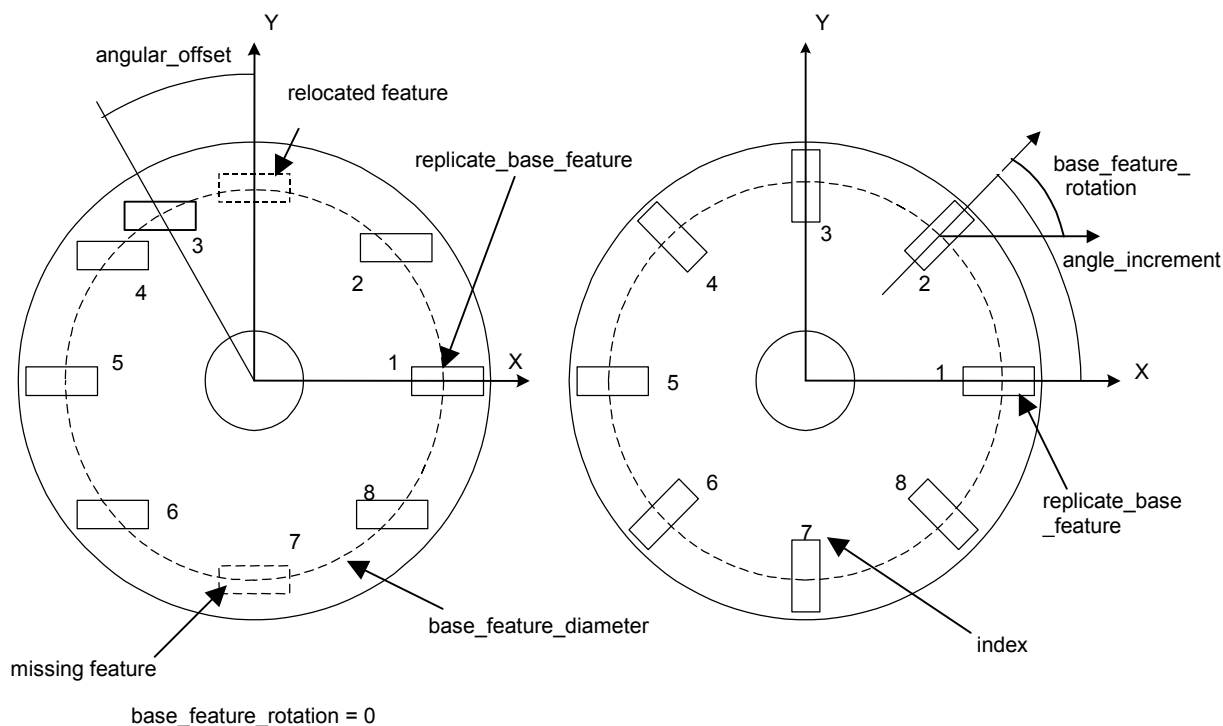 Y
angular_offset
relocated feature
replicate_base_feature
3
2
4
5
1
X
6
8
7
base_feature_diameter
missing feature
base_feature_rotation = 0
Y
base_feature_
rotation
3
2
angle_increment
4
5
1
X
6
8
replicate_base
_feature
7
index